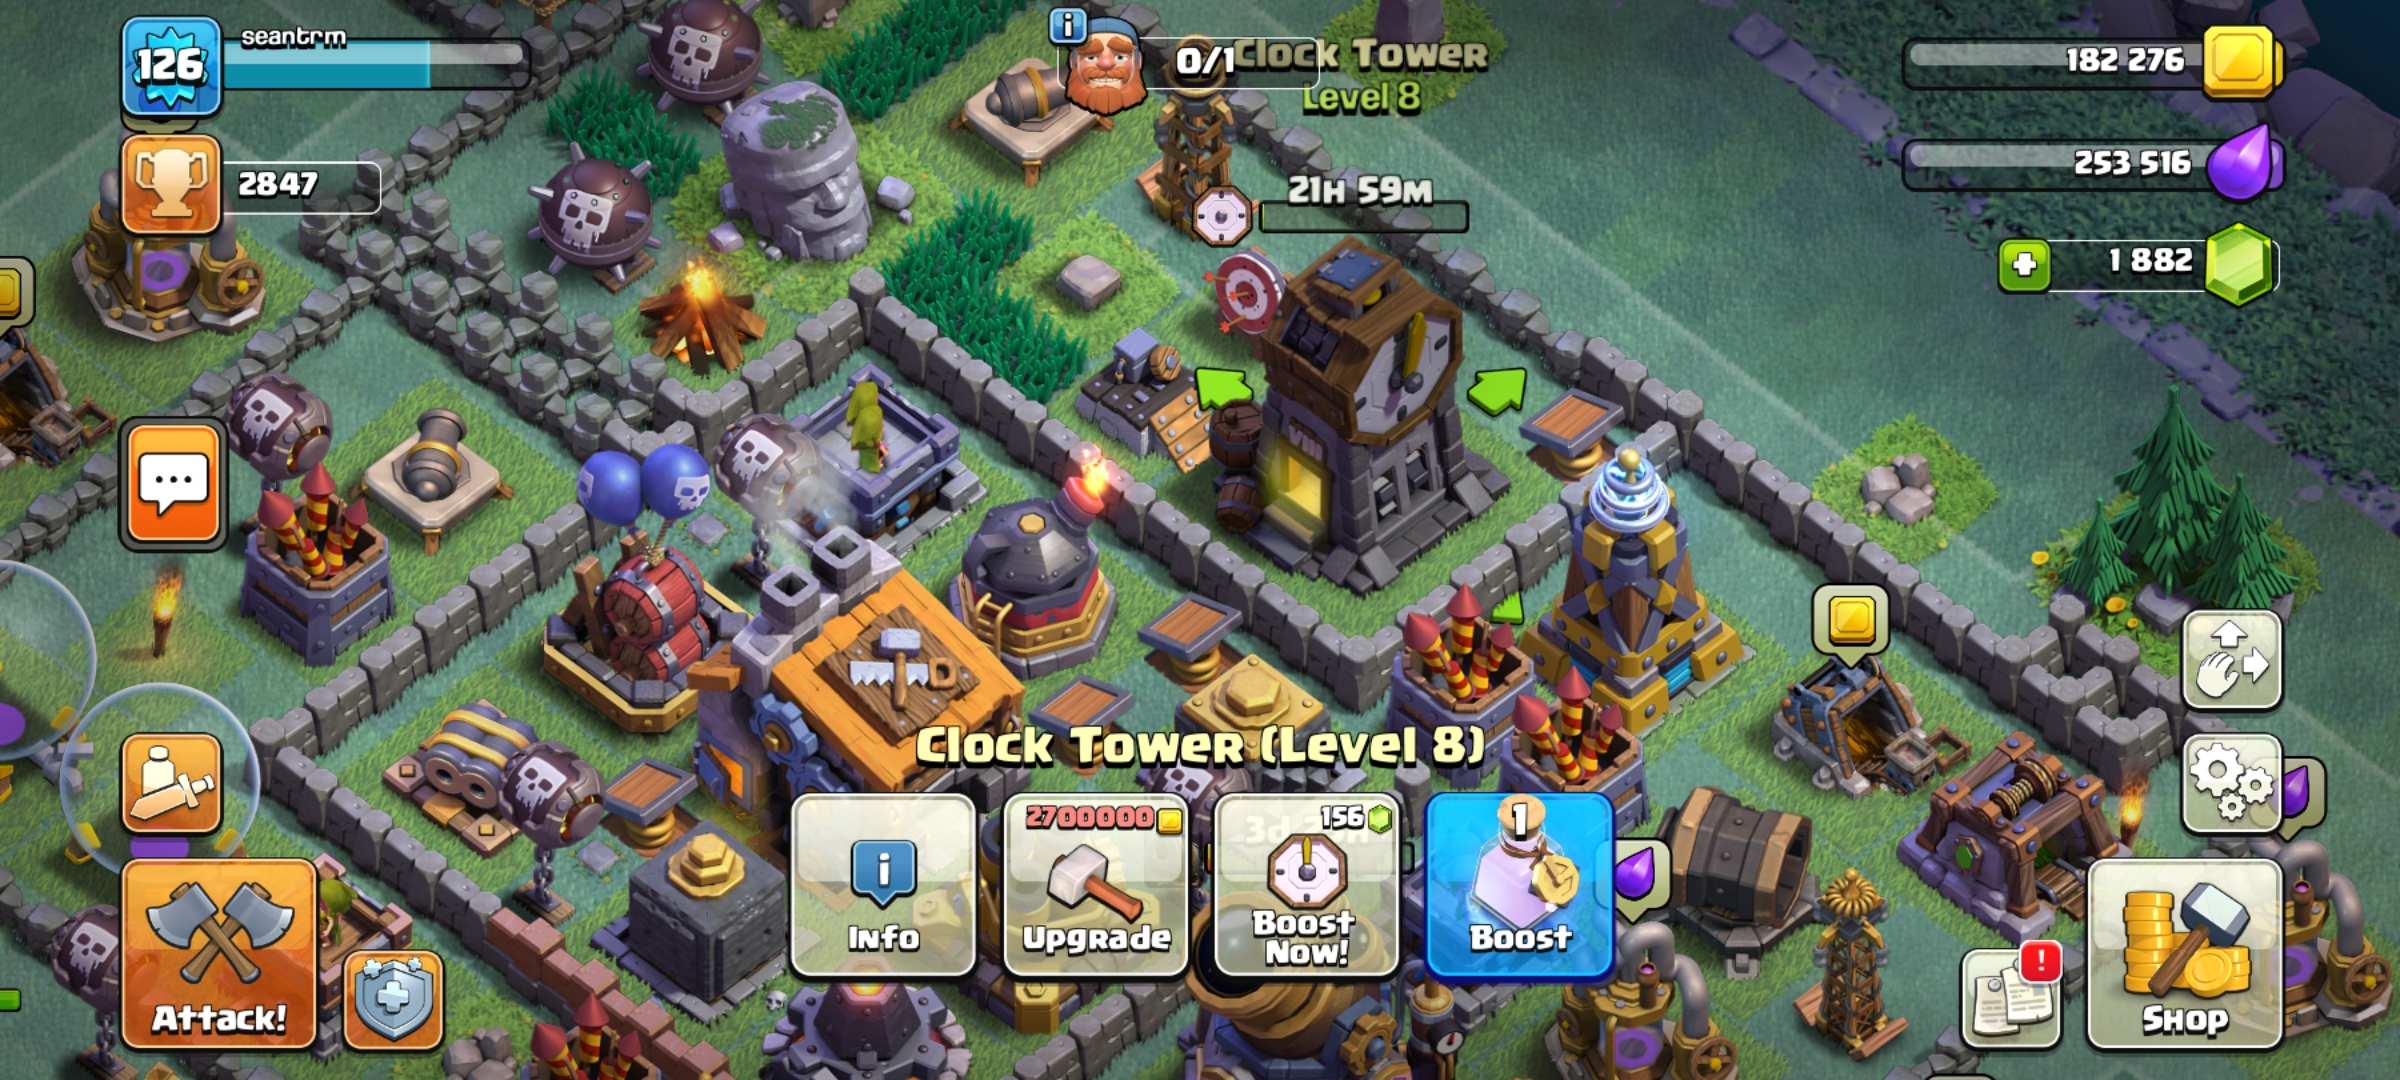 126
seantrm
0/1
Clock Tower
Level 8
182 276
2847
253 516
21H 59M
1 882
VIII
Clock Tower (Level 8)
2700000
156
1
Info
Upgrade
Boost
Now!
Boost
Attack!
Shop